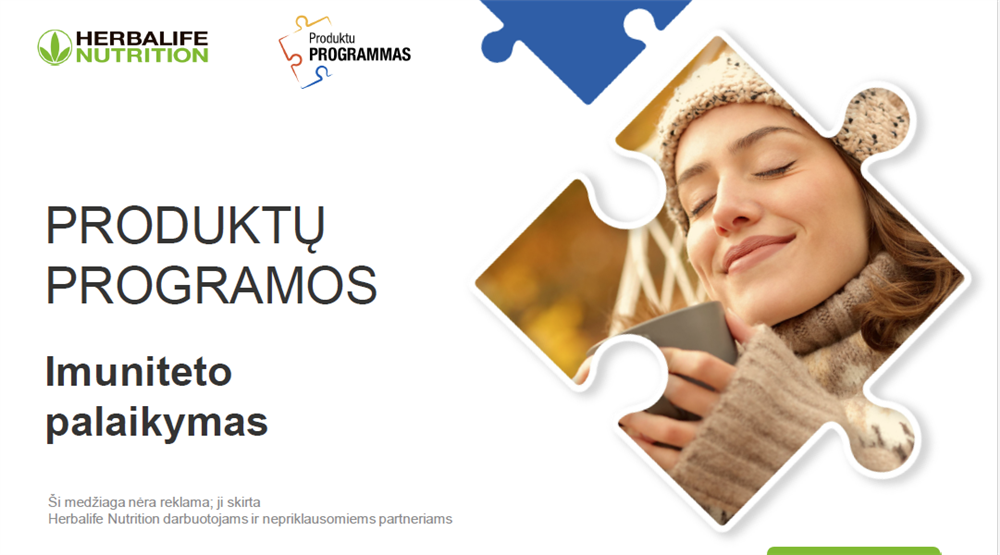 HERBALIFE
NUTRITION
Produktu
PROGRAMMAS
PRODUKTŲ
PROGRAMOS
Imuniteto
palaikymas
Ši medžiaga nėra reklama; ji skirta
Herbalife Nutrition darbuotojams ir nepriklausomiems partneriams